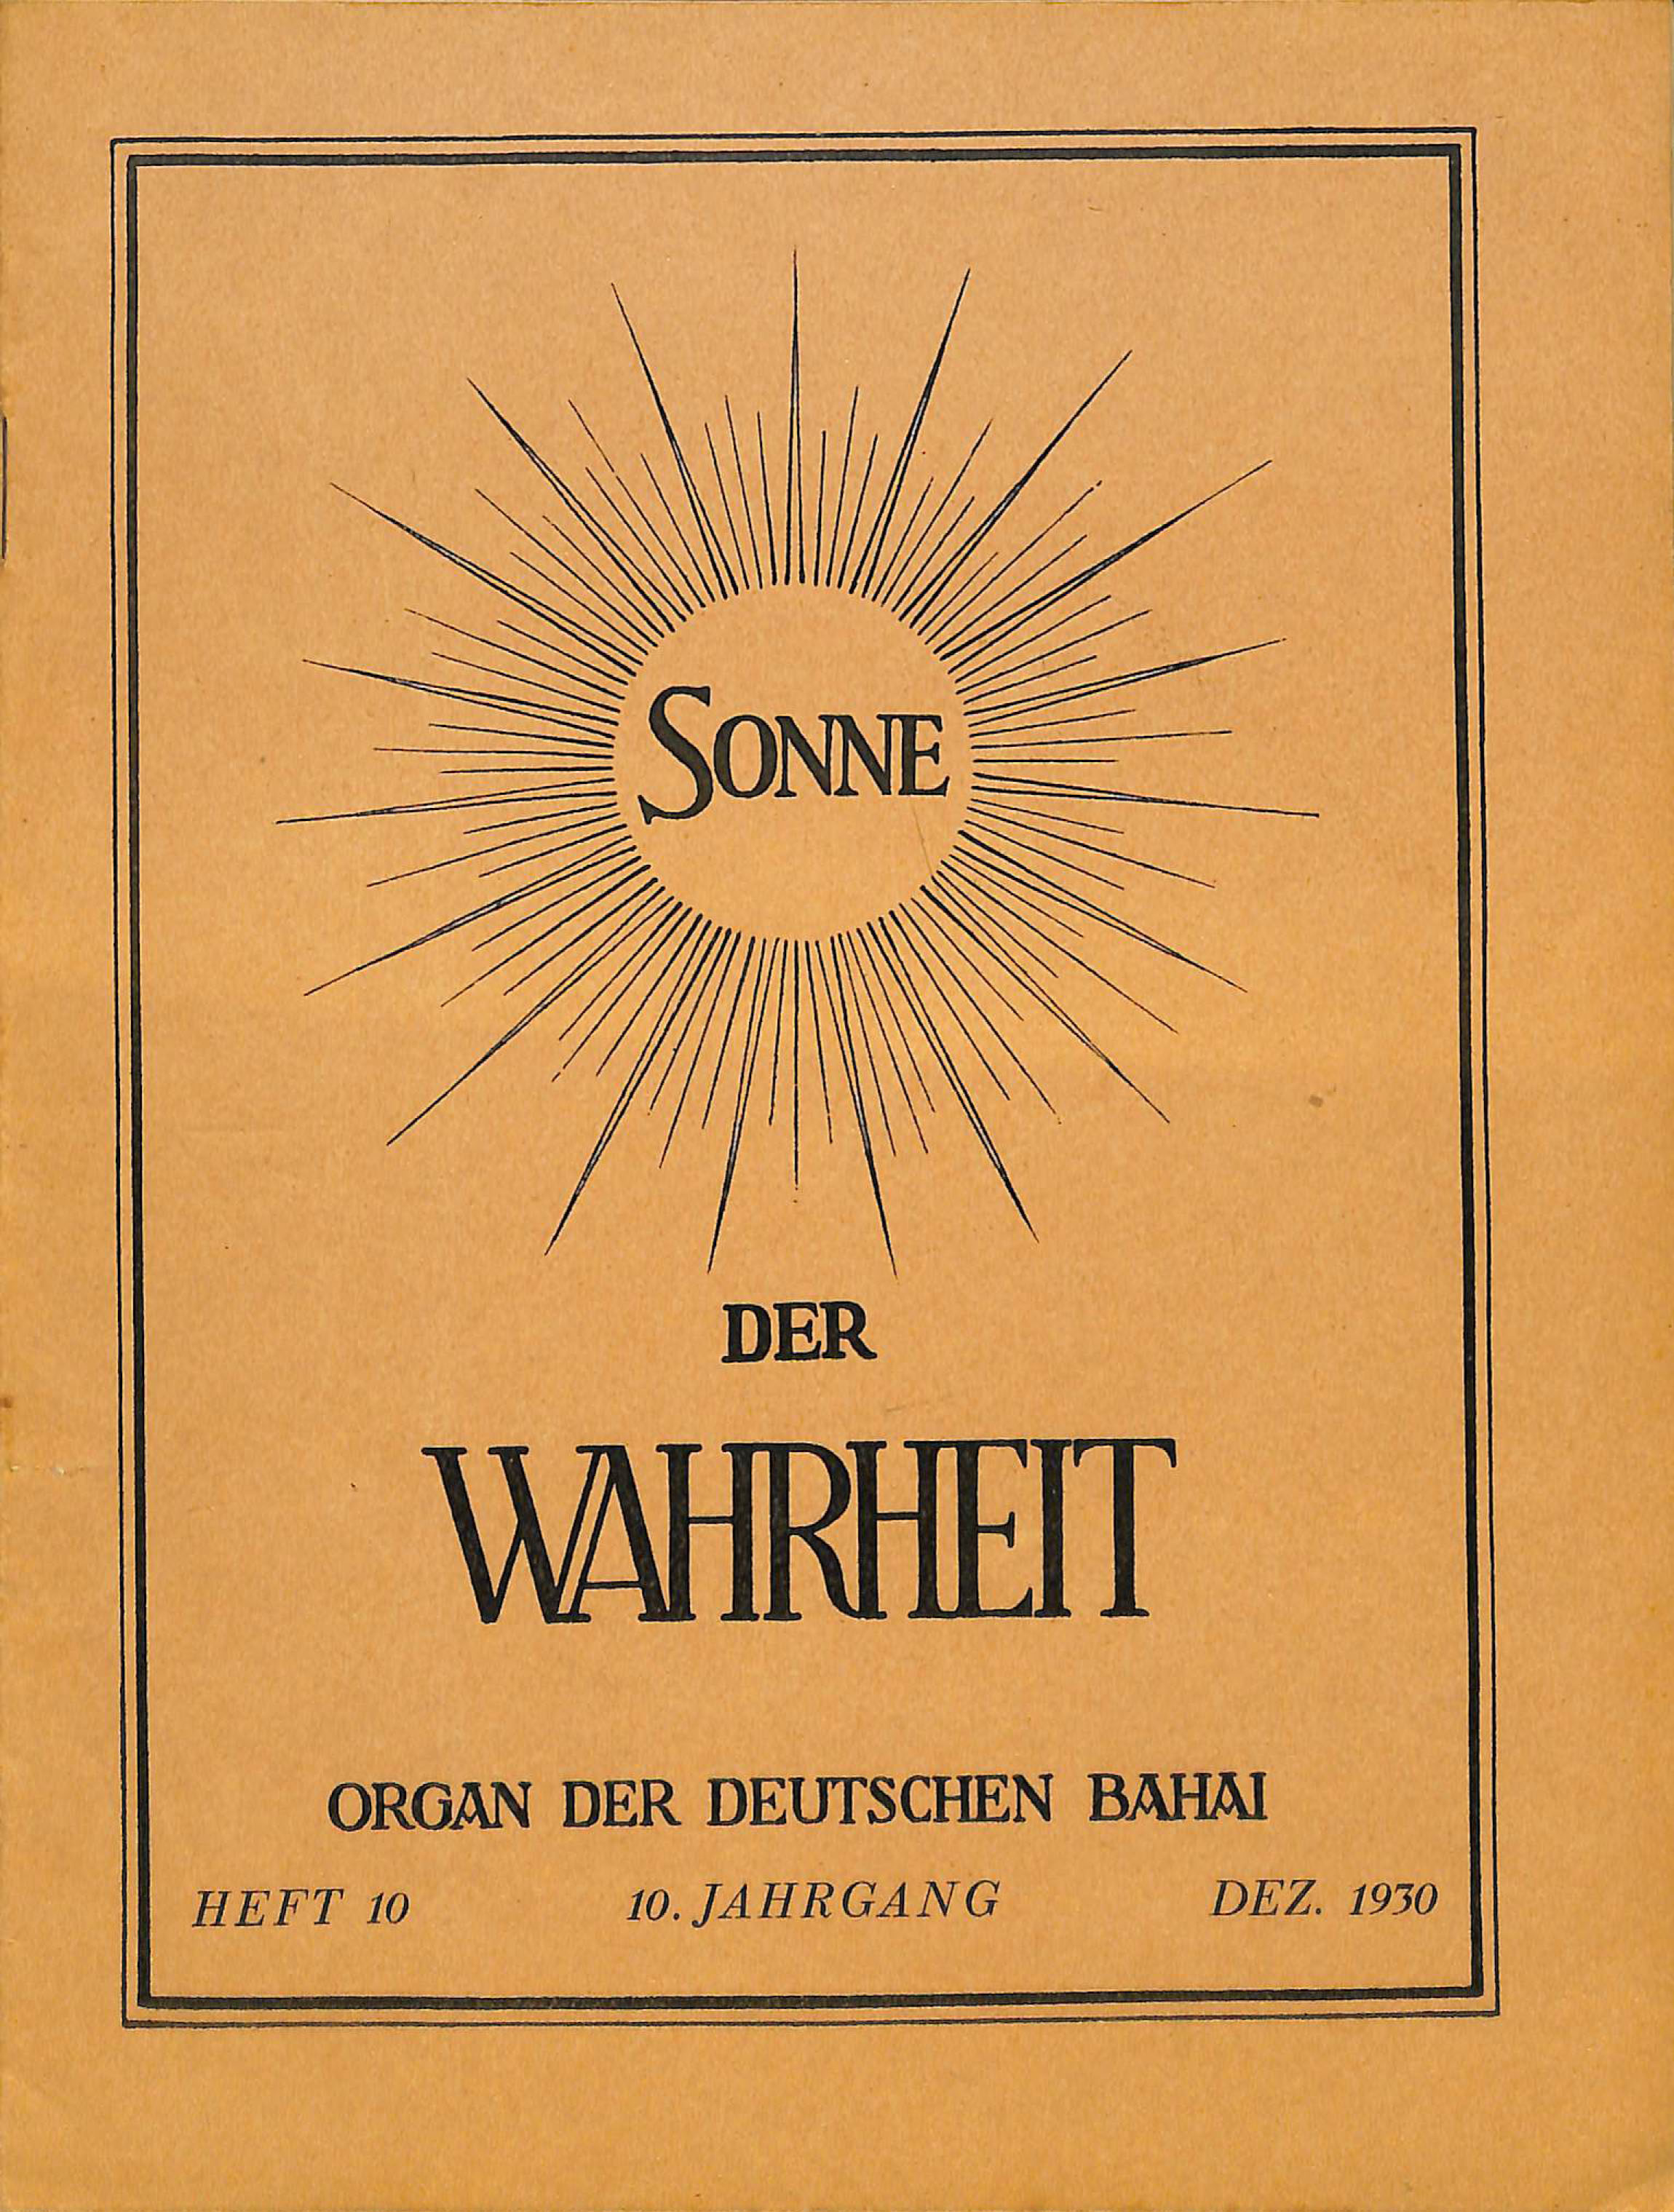 SONNE
DER
WAHRHEIT
ORGAN DER DEUTSCHEN BAHAI
HEFT 10 10. JAHRGANG DEZ. 1930